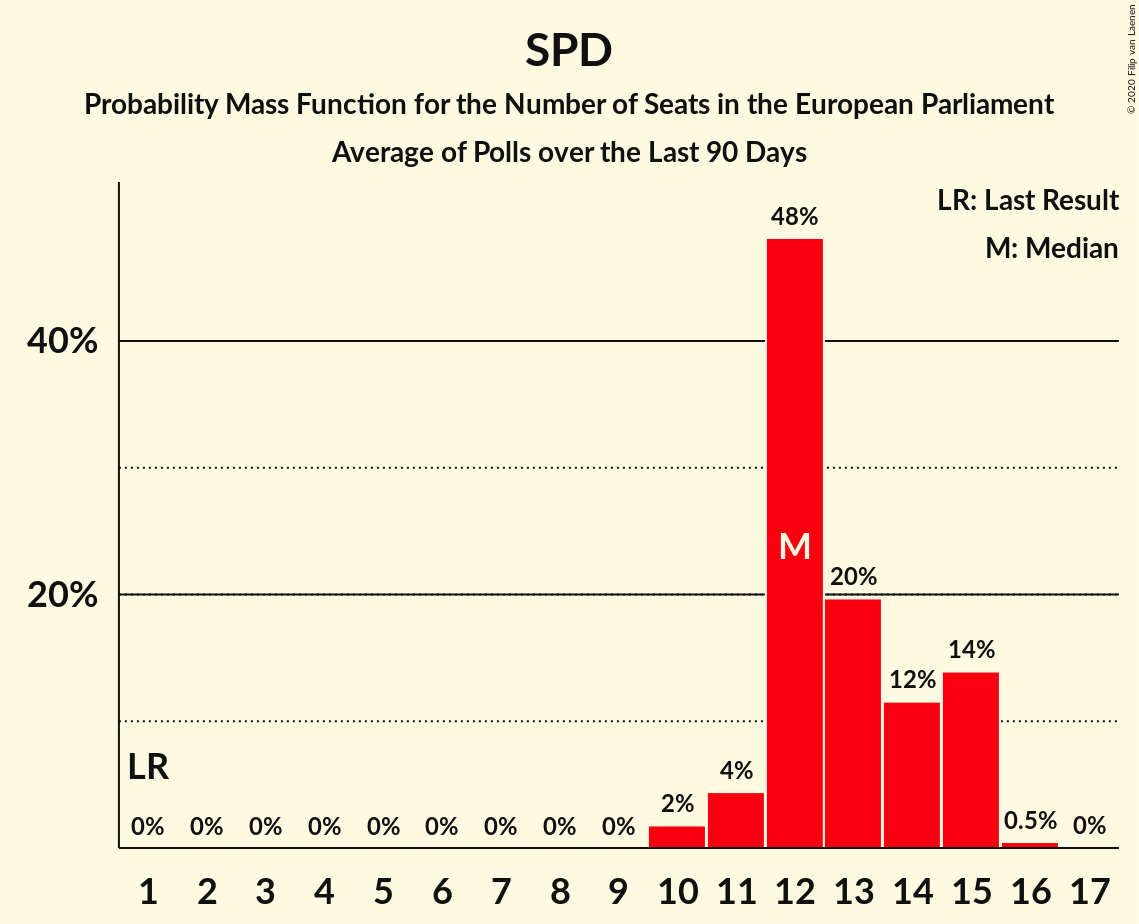 SPD
Probability Mass Function for the Number of Seats in the European Parliament
Average of Polls over the Last 90 Days
© 2020 Filip van Laenen
LR: Last Result
M: Median
48%
40%
M
20%
20%
14%
12%
LR
4%
2%
0% 0% 0% 0% 0% 0% 0% 0% 0% 0.5% 0%
1 2 3 4 5 6 7 8 9 10 11 12 13 14 15 16 17